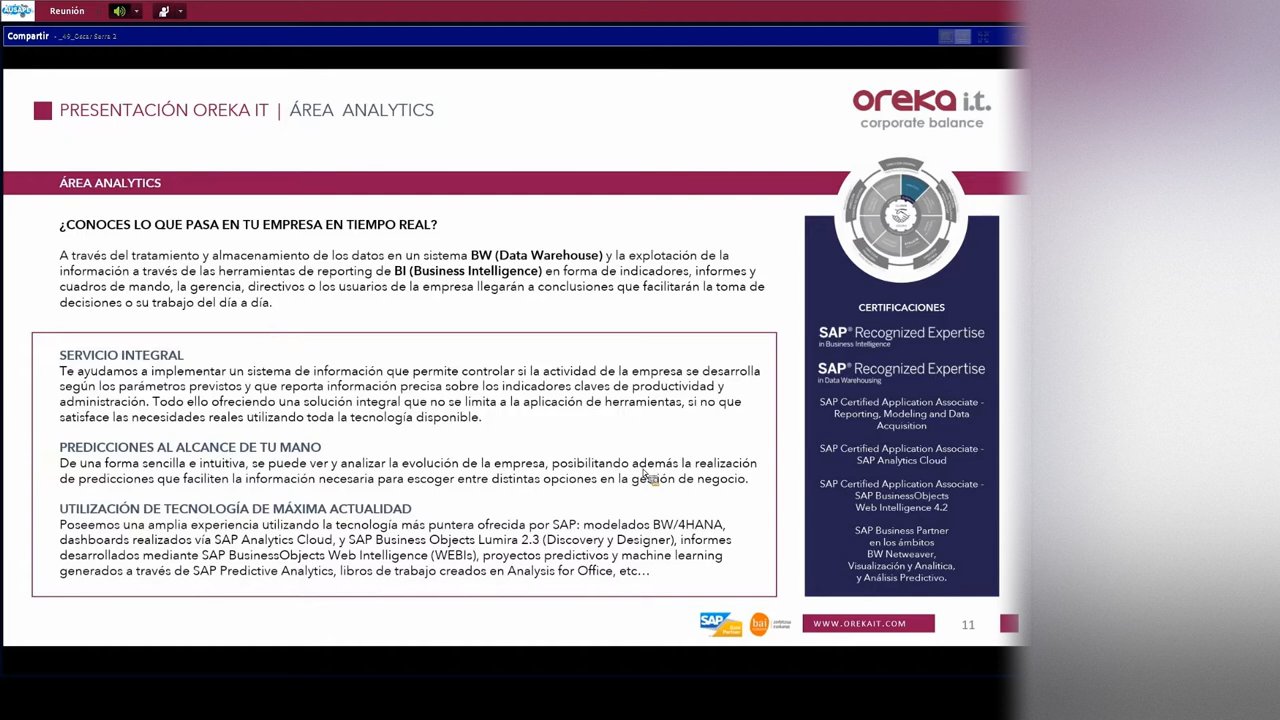 Reunión
Compartir - _49_Oscar Sarra 2
PRESENTACIÓN OREKA IT | ÁREA ANALYTICS
oreka i.t.
corporate balance
ÁREA ANALYTICS
¿CONOCES LO QUE PASA EN TU EMPRESA EN TIEMPO REAL?
A través del tratamiento y almacenamiento de los datos en un sistema BW (Data Warehouse) y la explotación de la
información a través de las herramientas de reporting de BI (Business Intelligence) en forma de indicadores, informes y
cuadros de mando, la gerencia, directivos o los usuarios de la empresa llegarán a conclusiones que facilitarán la toma de
decisiones o su trabajo del día a día.
SERVICIO INTEGRAL
Te ayudamos a implementar un sistema de información que permite controlar si la actividad de la empresa se desarrolla
según los parámetros previstos y que reporta información precisa sobre los indicadores claves de productividad y
administración. Todo ello ofreciendo una solución integral que no se limita a la aplicación de herramientas, si no que
satisface las necesidades reales utilizando toda la tecnología disponible.
PREDICCIONES AL ALCANCE DE TU MANO
De una forma sencilla e intuitiva, se puede ver y analizar la evolución de la empresa, posibilitando además la realización
de predicciones que faciliten la información necesaria para escoger entre distintas opciones en la gestión de negocio.
UTILIZACIÓN DE TECNOLOGÍA DE MÁXIMA ACTUALIDAD
Poseemos una amplia experiencia utilizando la tecnología más puntera ofrecida por SAP: modelados BW/4HANA,
dashboards realizados vía SAP Analytics Cloud, y SAP Business Objects Lumira 2.3 (Discovery y Designer), informes
desarrollados mediante SAP BusinessObjects Web Intelligence (WEBIs), proyectos predictivos y machine learning
generados a través de SAP Predictive Analytics, libros de trabajo creados en Analysis for Office, etc...
CERTIFICACIONES
SAP® Recognized Expertise
in Business Intelligence
SAP® Recognized Expertise
in Data Warehousing
SAP Certified Application Associate -
Reporting, Modeling and Data
Acquisition
SAP Certified Application Associate -
SAP Analytics Cloud
SAP Certified Application Associate -
SAP BusinessObjects
Web Intelligence 4.2
SAP Business Partner
en los ámbitos
BW Netweaver,
Visualización y Analitica,
y Análisis Predictivo.
SAP
bai
WWW.OREKAIT.COM
11